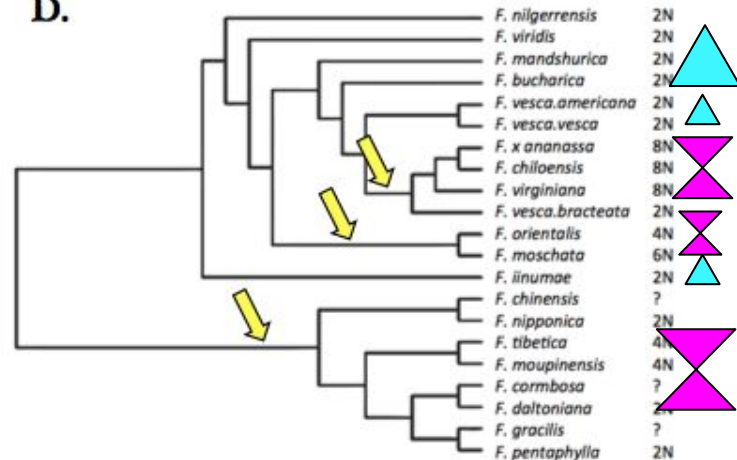 D.
F. nilgerrensis 2N
F. viridis 2N
F. mandshurica 2N
F. bucharica 2N
F. vesca.americana 2N
F. vesca.vesca 2N
F. x ananassa 8N
F. chiloensis 8N
F. virginiana 8N
F. vesca.bracteata 2N
F. orientalis 4N
F. moschata 6N
F. iinumae 2N
F. chinensis ?
F. nipponica 2N
F. tibetica 4N
F. moupinensis 4N
F. cormbosa ?
F. daltoniana 2N
F. gracilis ?
F. pentaphylla 2N